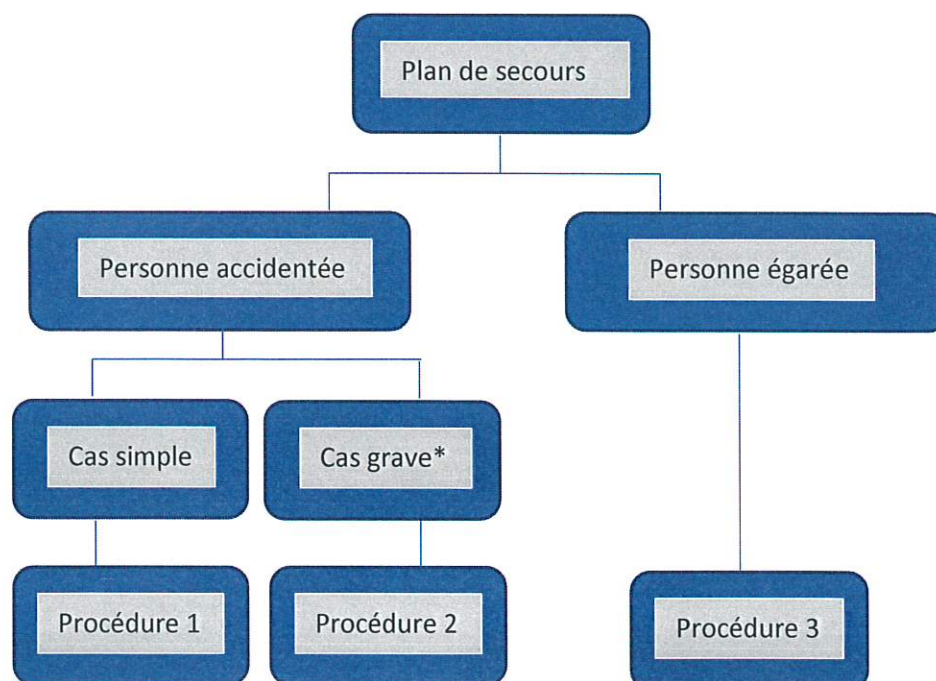 Plan de secours
Personne accidentée
Personne égarée
Cas simple
Cas grave*
Procédure 1
Procédure 2
Procédure 3